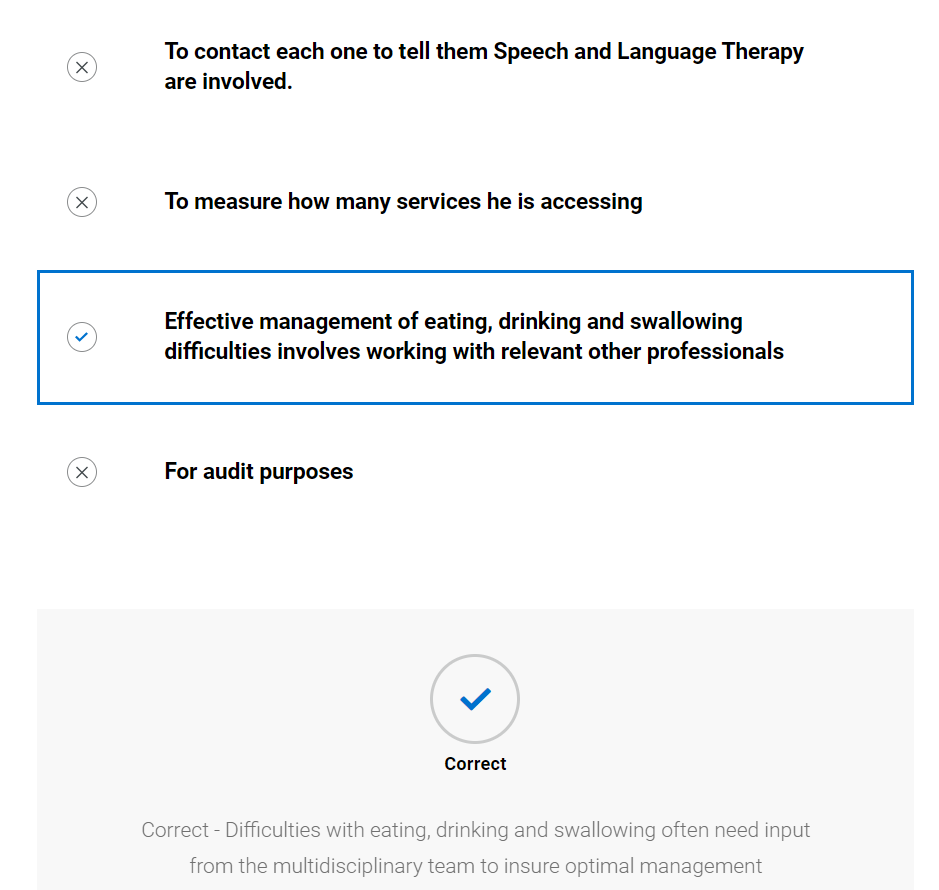 To contact each one to tell them Speech and Language Therapy
are involved.
To measure how many services he is accessing
Effective management of eating, drinking and swallowing
difficulties involves working with relevant other professionals
For audit purposes
Correct
Correct - Difficulties with eating, drinking and swallowing often need input
from the multidisciplinary team to insure optimal management